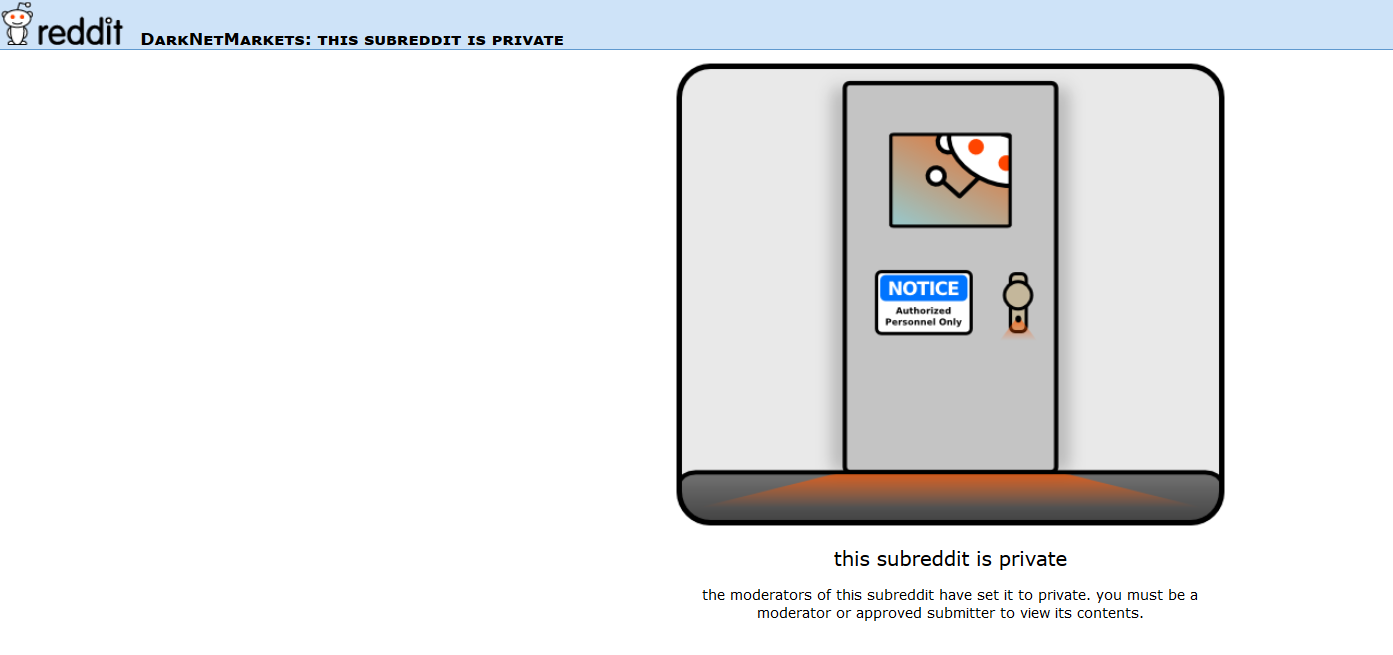 reddit DarkNetMarkets: this subreddit is private
NOTICE
Authorized
Personnel Only
this subreddit is private
the moderators of this subreddit have set it to private. you must be a
moderator or approved submitter to view its contents.